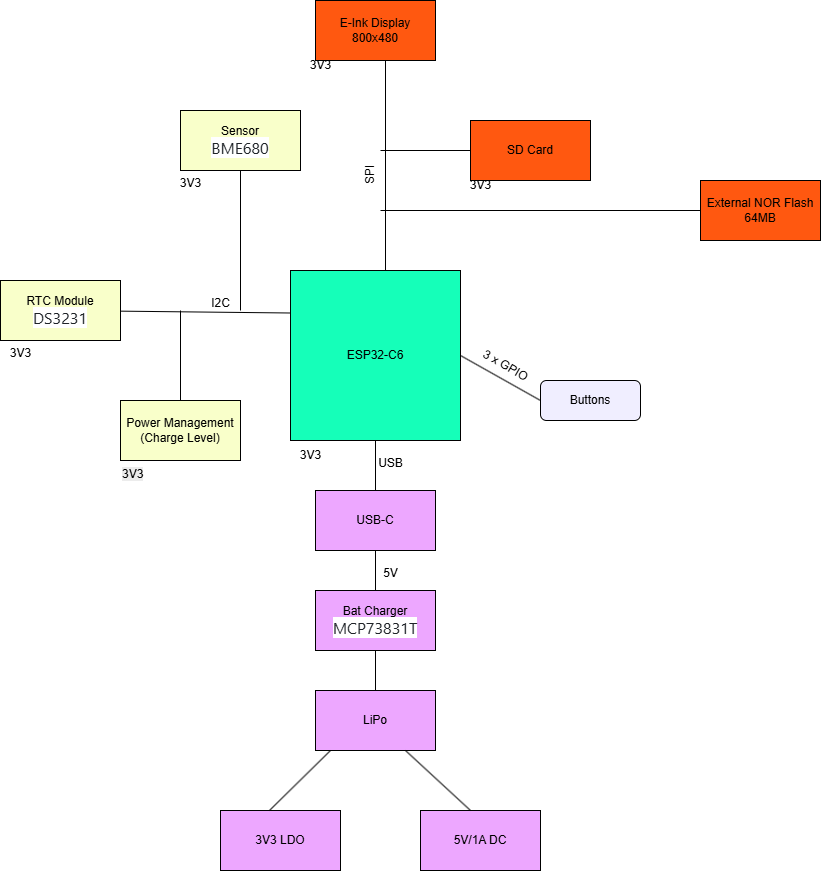 E-Ink Display
800x480
3V3
Sensor
BME680
3V3
SPI
SD Card
3V3
External NOR Flash
64MB
RTC Module
DS3231
3V3
I2C
ESP32-C6
3V3
3 x GPIO
Buttons
Power Management
(Charge Level)
3V3
USB
USB-C
5V
Bat Charger
MCP73831T
LiPo
3V3 LDO
5V/1A DC